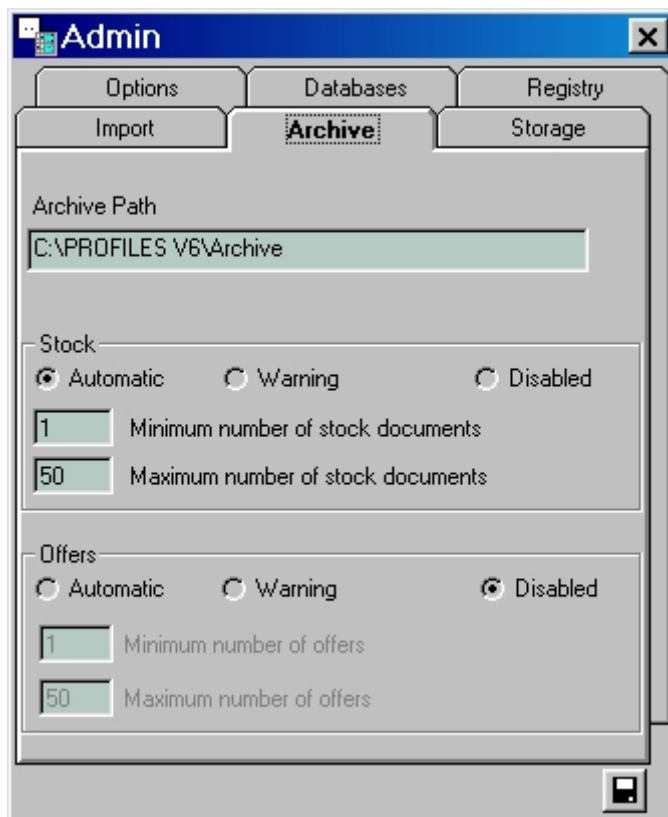 Admin
Options Databases Registry
Import Archive Storage
Archive Path
C:\PROFILES V6\Archive
Stock
Automatic Warning Disabled
1 Minimum number of stock documents
50 Maximum number of stock documents
Offers
Automatic Warning Disabled
1 Minimum number of offers
50 Maximum number of offers